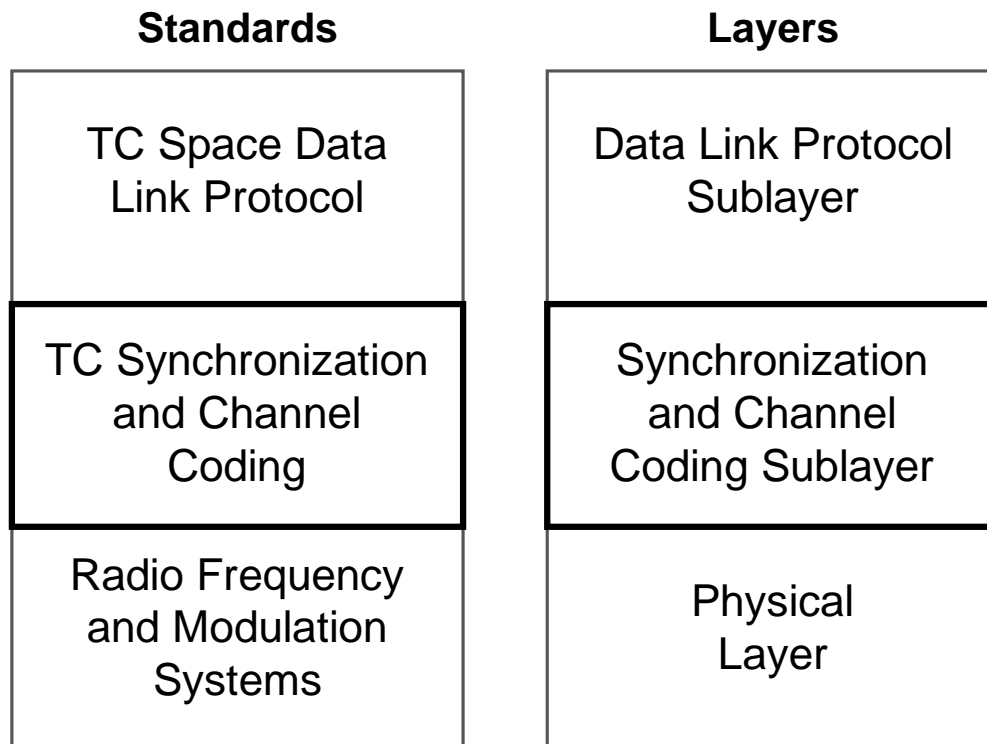 Standards
TC Space Data
Link Protocol
TC Synchronization
and Channel
Coding
Radio Frequency
and Modulation
Systems
Layers
Data Link Protocol
Sublayer
Synchronization
and Channel
Coding Sublayer
Physical
Layer